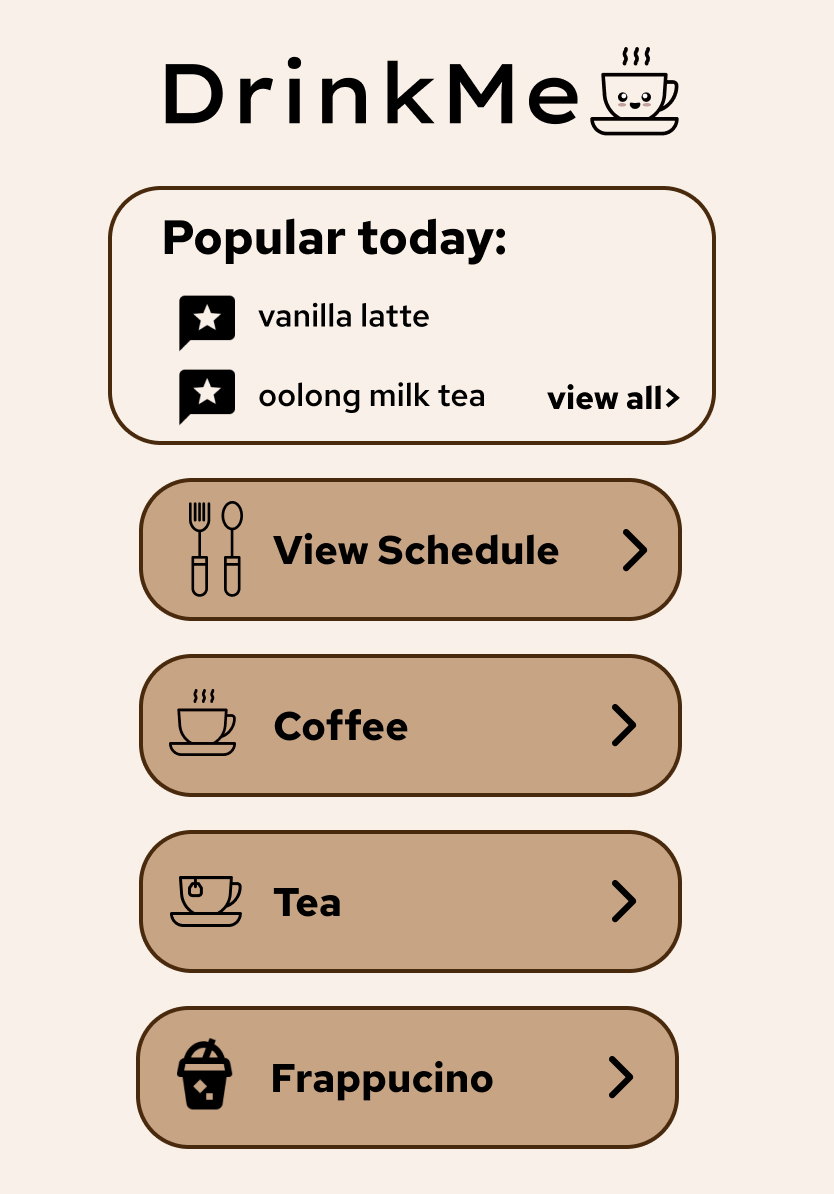 DrinkMe
Popular today:
vanilla latte
oolong milk tea
view all>
View Schedule
Coffee
Tea
Frappucino